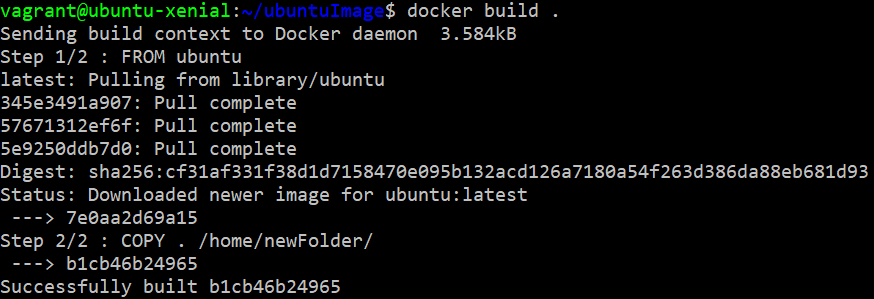 vagrant@ubuntu-xenial:~/ubuntuImage$ docker build .
Sending build context to Docker daemon  3.584kB
Step 1/2 : FROM ubuntu
latest: Pulling from library/ubuntu
345e3491a907: Pull complete
57671312ef6f: Pull complete
5e9250ddb7d0: Pull complete
Digest: sha256:cf31af331f38d1d7158470e095b132acd126a7180a54f263d386da88eb681d93
Status: Downloaded newer image for ubuntu:latest
 ---> 7e0aa2d69a15
Step 2/2 : COPY . /home/newFolder/
 ---> b1cb46b24965
Successfully built b1cb46b24965